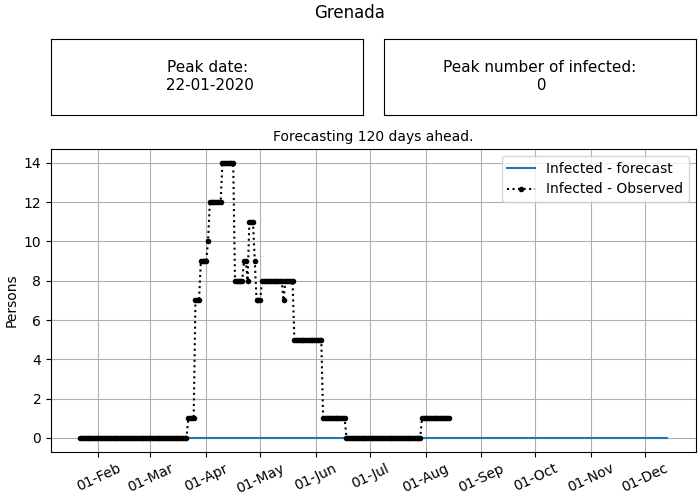 Grenada
Peak date:
22-01-2020
Peak number of infected:
0
Forecasting 120 days ahead.
Infected - forecast
Infected - Observed
Persons
14
12
10
8
6
4
2
0
01-Feb
01-Mar
01-Apr
01-May
01-Jun
01-Jul
01-Aug
01-Sep
01-Oct
01-Nov
01-Dec